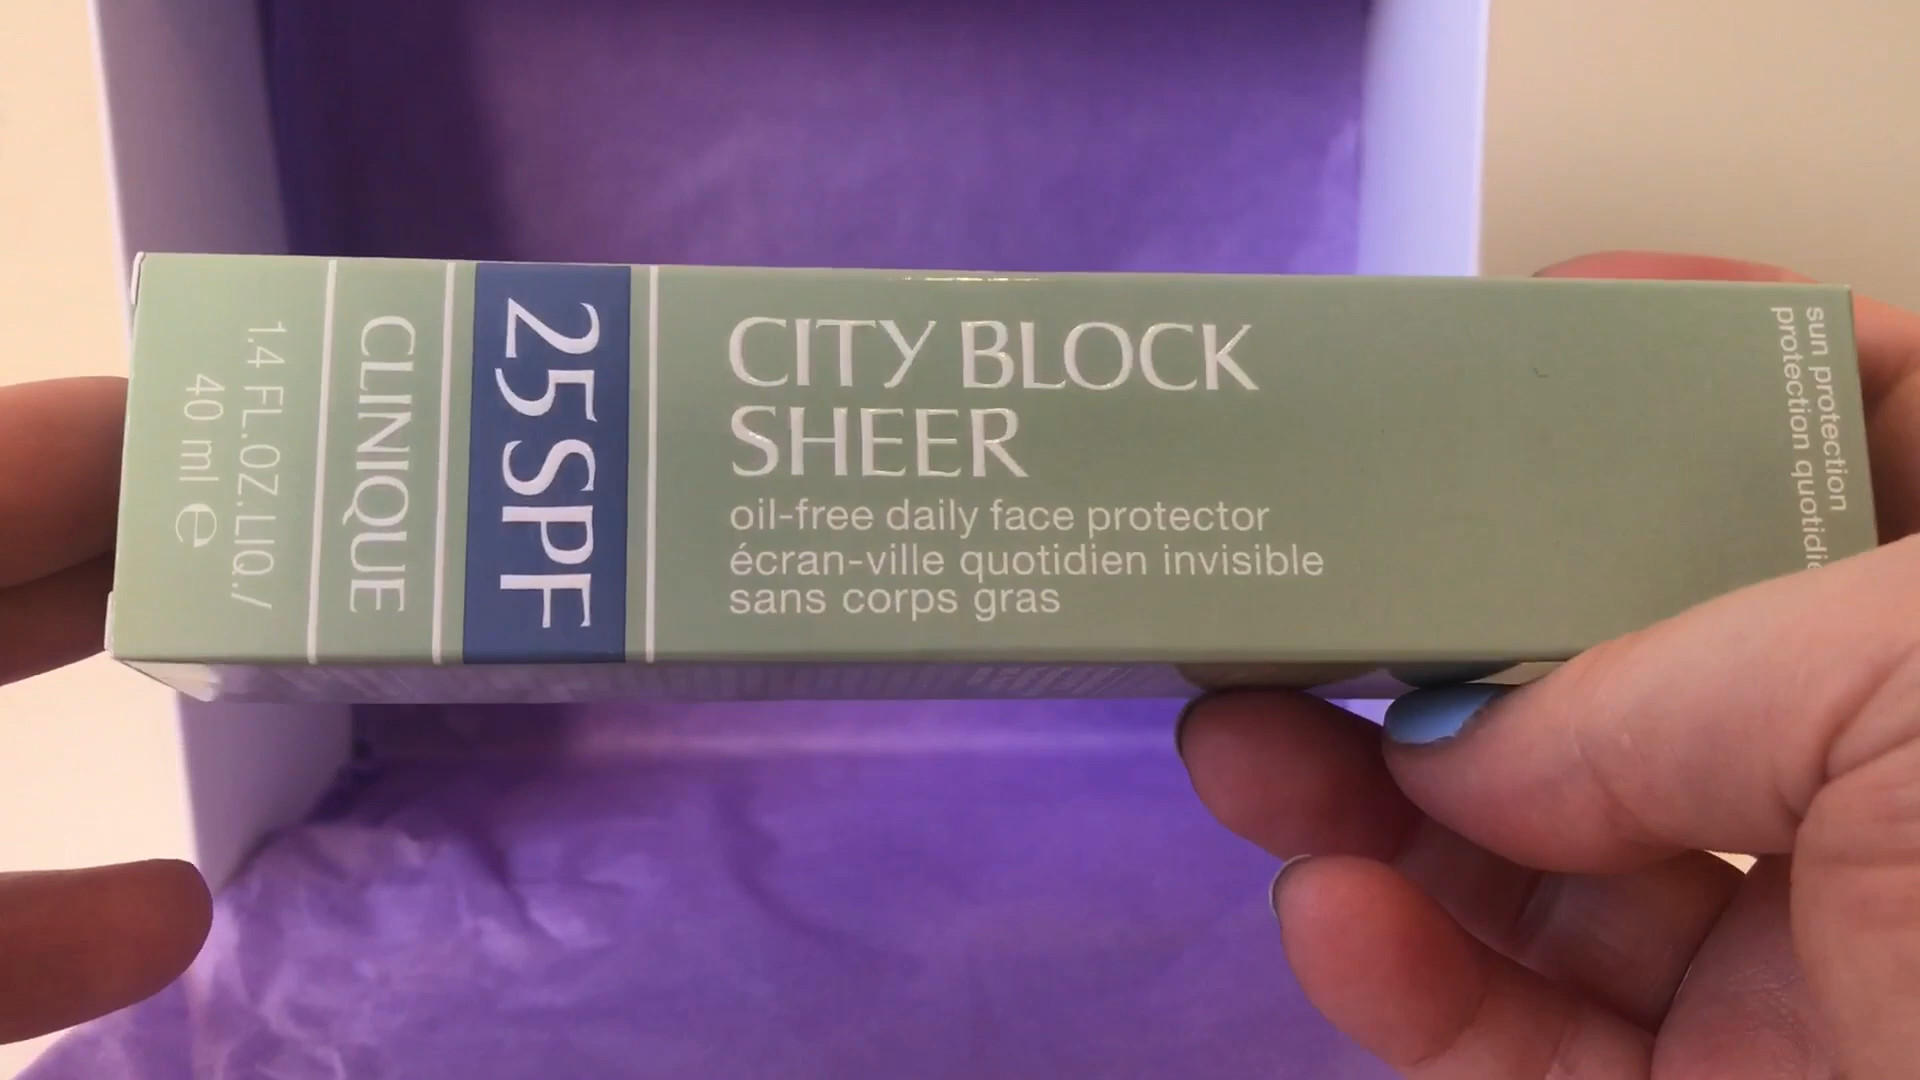 1.4 FL.OZ.LIQ./
40 ml e
CLINIQUE
25 SPF
CITY BLOCK
SHEER
oil-free daily face protector
écran-ville quotidien invisible
sans corps gras
sun protection
protection